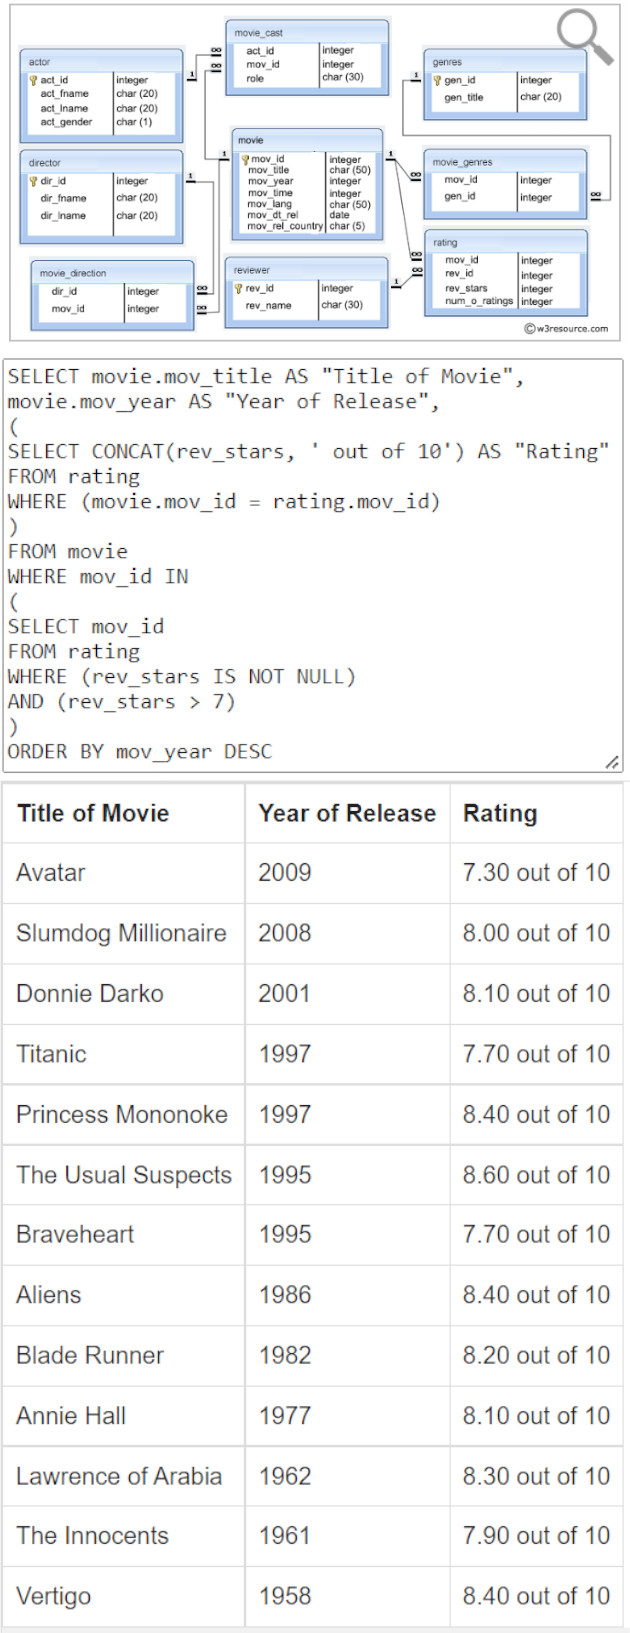 movie_cast
act_id integer
mov_id integer
role char (30)
actor
act_id integer
act_fname char (20)
act_lname char (20)
act_gender char (1)
1
∞
∞
genres
gen_id integer
gen_title char (20)
1
director
dir_id integer
dir_fname char (20)
dir_lname char (20)
1
movie
mov_id integer
mov_title char (50)
mov_year integer
mov_time integer
mov_lang char (50)
mov_dt_rel date
mov_rel_country char (5)
1
1
movie_genres
mov_id integer
gen_id integer
∞
∞
movie_direction
dir_id integer
mov_id integer
∞
∞
reviewer
rev_id integer
rev_name char (30)
1
rating
mov_id integer
rev_id integer
rev_stars integer
num_o_ratings integer
∞
∞
©w3resource.com
SELECT movie.mov_title AS "Title of Movie",
movie.mov_year AS "Year of Release",
(
SELECT CONCAT(rev_stars, ' out of 10') AS "Rating"
FROM rating
WHERE (movie.mov_id = rating.mov_id)
)
FROM movie
WHERE mov_id IN
(
SELECT mov_id
FROM rating
WHERE (rev_stars IS NOT NULL)
AND (rev_stars > 7)
)
ORDER BY mov_year DESC
Title of Movie Year of Release Rating
Avatar 2009 7.30 out of 10
Slumdog Millionaire 2008 8.00 out of 10
Donnie Darko 2001 8.10 out of 10
Titanic 1997 7.70 out of 10
Princess Mononoke 1997 8.40 out of 10
The Usual Suspects 1995 8.60 out of 10
Braveheart 1995 7.70 out of 10
Aliens 1986 8.40 out of 10
Blade Runner 1982 8.20 out of 10
Annie Hall 1977 8.10 out of 10
Lawrence of Arabia 1962 8.30 out of 10
The Innocents 1961 7.90 out of 10
Vertigo 1958 8.40 out of 10